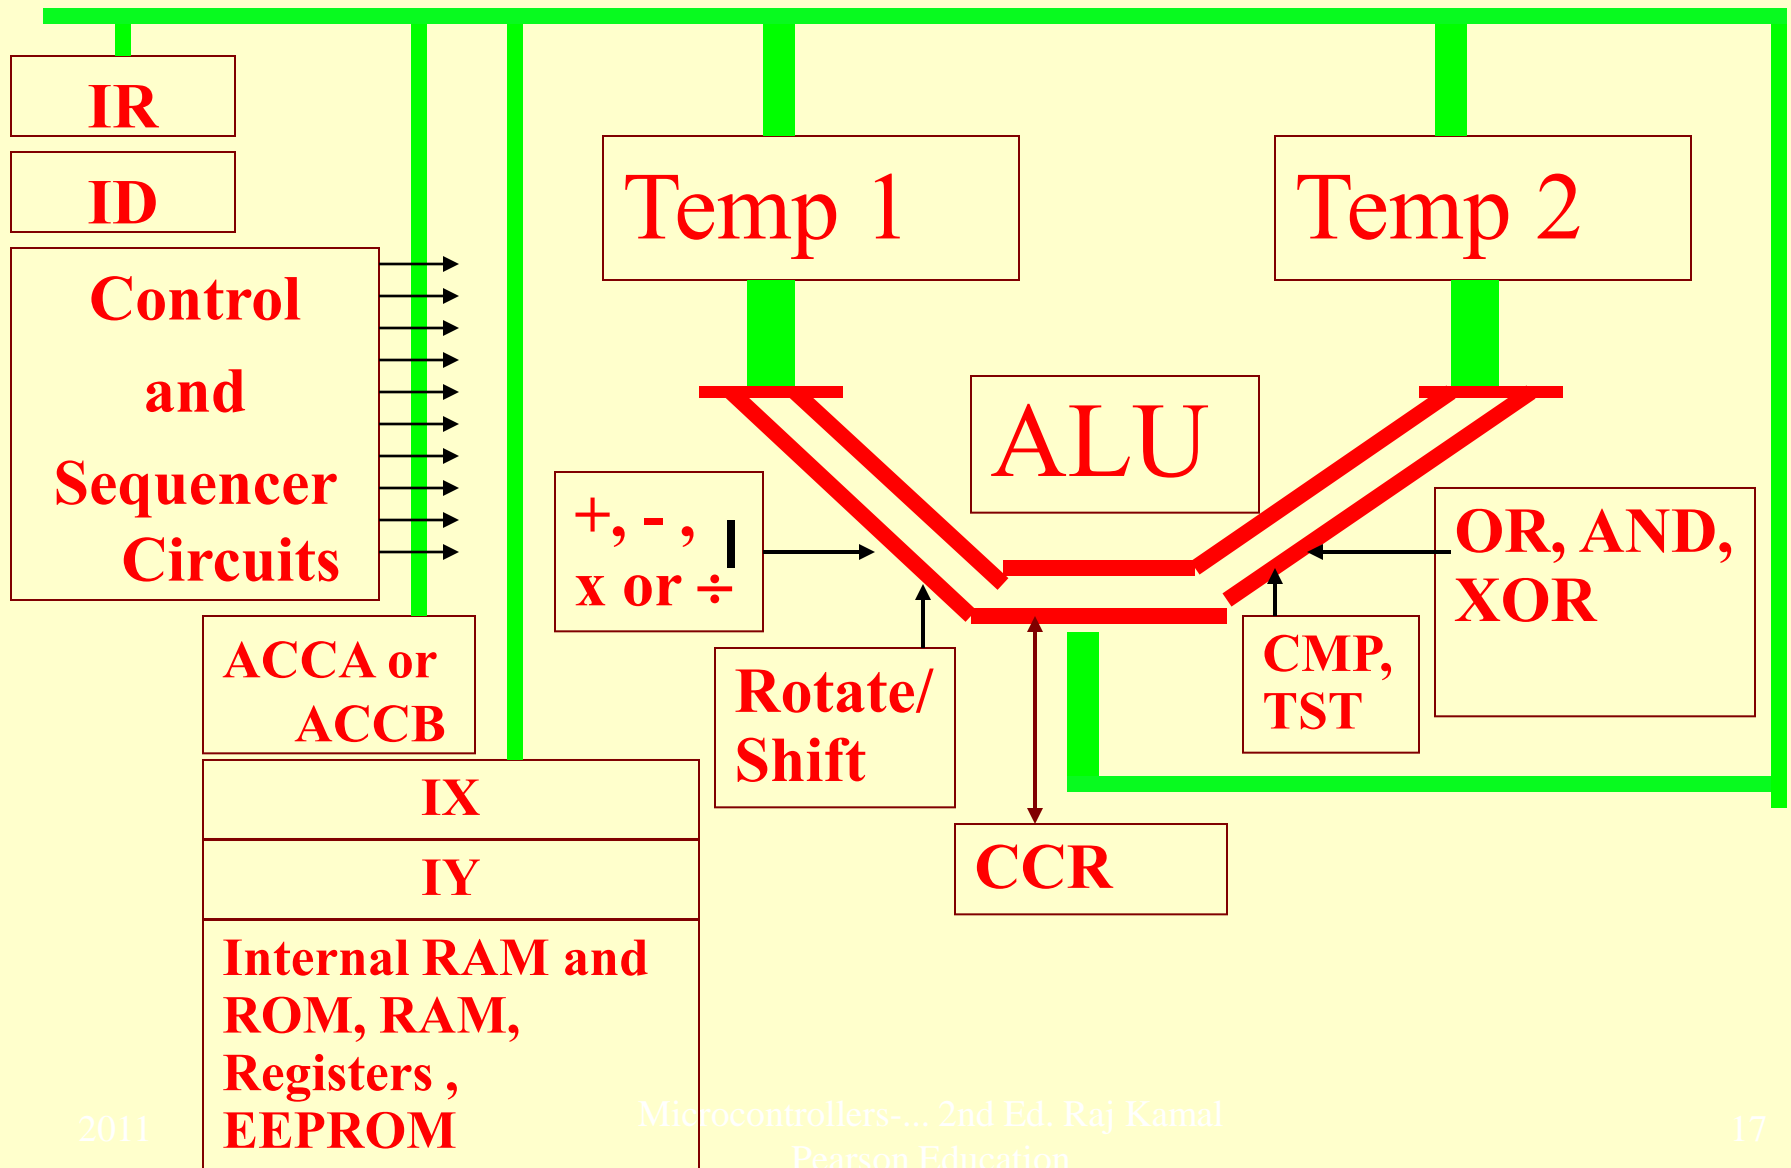 IR
ID
Control
and
Sequencer
Circuits
Temp 1
Temp 2
ALU
+, - ,
x or ÷
OR, AND,
XOR
Rotate/
Shift
CMP,
TST
ACCA or
ACCB
IX
IY
CCR
Internal RAM and
ROM, RAM,
Registers ,
EEPROM
2011
Microcontrollers-... 2nd Ed. Raj Kamal
Pearson Education
17